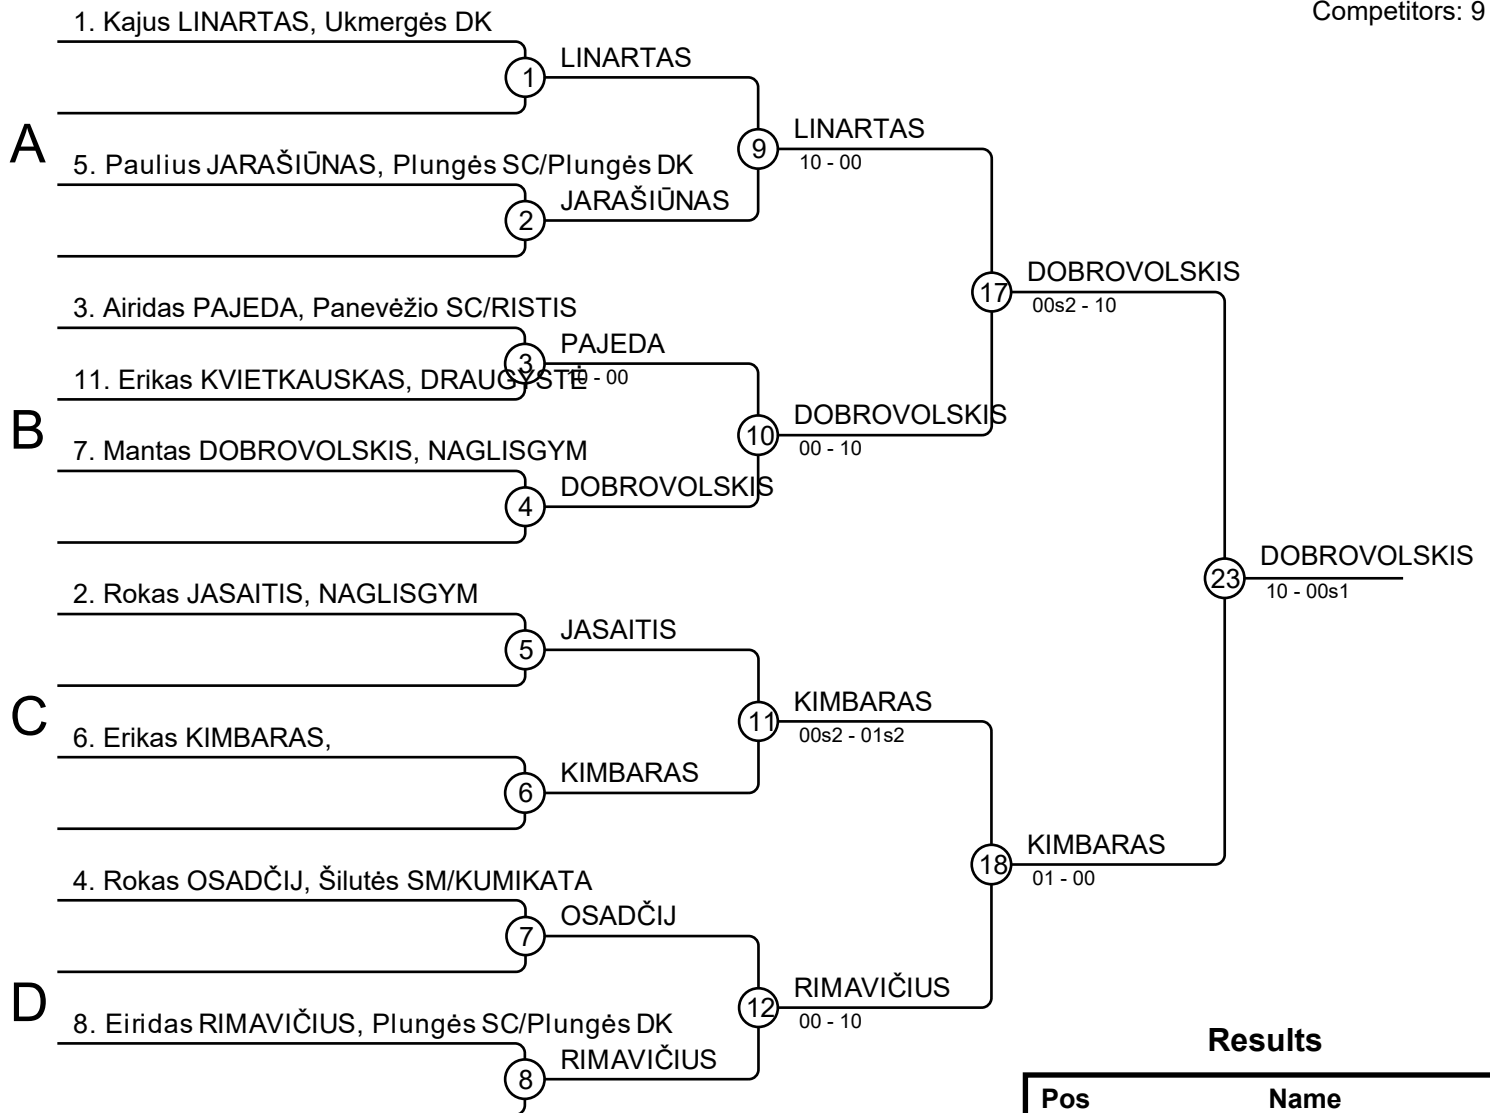 Competitors: 9
1. Kajus LINARTAS, Ukmergės DK
1
LINARTAS
A
9
LINARTAS
10 - 00
5. Paulius JARAŠIŪNAS, Plungės SC/Plungės DK
2
JARAŠIŪNAS
17
DOBROVOLSKIS
00s2 - 10
3. Airidas PAJEDA, Panevėžio SC/RISTIS
3
PAJEDA
10 - 00
11. Erikas KVIETKAUSKAS, DRAUGYSTĖ
B
10
DOBROVOLSKIS
00 - 10
7. Mantas DOBROVOLSKIS, NAGLISGYM
4
DOBROVOLSKIS
23
DOBROVOLSKIS
10 - 00s1
2. Rokas JASAITIS, NAGLISGYM
5
JASAITIS
C
11
KIMBARAS
00s2 - 01s2
6. Erikas KIMBARAS,
6
KIMBARAS
18
KIMBARAS
01 - 00
4. Rokas OSADČIJ, Šilutės SM/KUMIKATA
7
OSADČIJ
D
12
RIMAVIČIUS
00 - 10
8. Eiridas RIMAVIČIUS, Plungės SC/Plungės DK
8
RIMAVIČIUS
Results
Pos Name